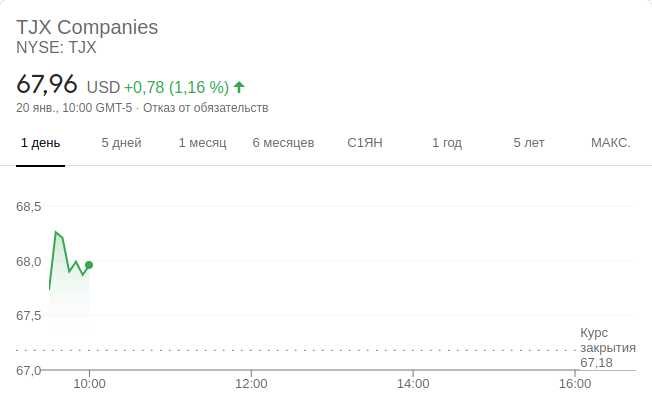 TJX Companies
NYSE: TJX
67,96 USD +0,78 (1,16 %)
20 янв., 10:00 GMT-5 · Отказ от обязательств
1 день 5 дней 1 месяц 6 месяцев С1ЯН 1 год 5 лет МАКС.
68,5
68,0
67,5
Курс
закрытия
67,18
67,0
10:00 12:00 14:00 16:00